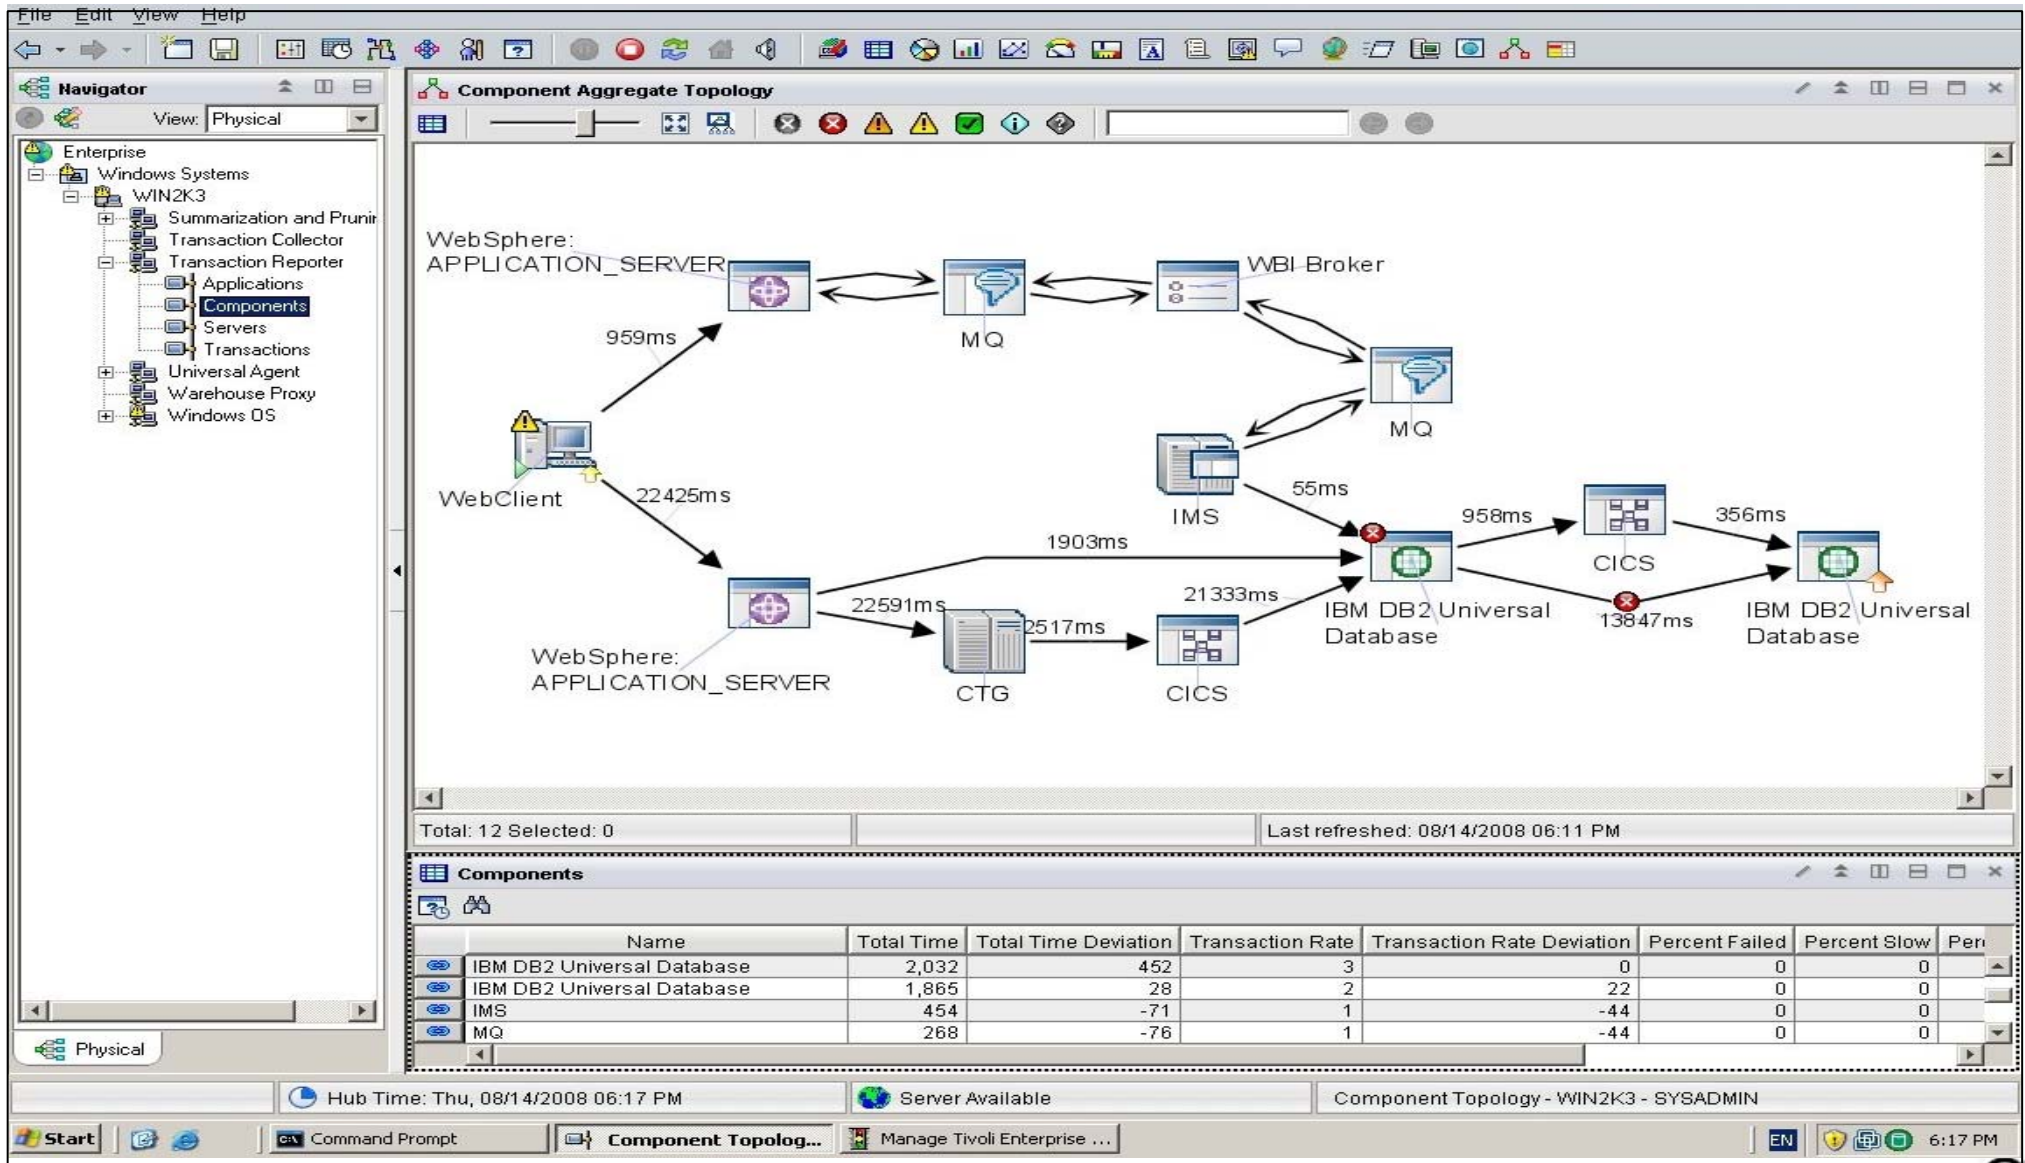 File Edit View Help
Navigator
View: Physical
Enterprise
Windows Systems
WIN2K3
Summarization and Prunin
Transaction Collector
Transaction Reporter
Applications
Components
Servers
Transactions
Universal Agent
Warehouse Proxy
Windows OS
Physical
Component Aggregate Topology
WebSphere:
APPLICATION_SERVER
WBI Broker
MQ
959ms
MQ
WebClient
22425ms
IMS
55ms
958ms
356ms
1903ms
CICS
22591ms
21333ms
IBM DB2 Universal
Database
13847ms
IBM DB2 Universal
Database
2517ms
WebSphere:
APPLICATION_SERVER
CTG
CICS
Total: 12 Selected: 0
Last refreshed: 08/14/2008 06:11 PM
Components
Name Total Time Total Time Deviation Transaction Rate Transaction Rate Deviation Percent Failed Percent Slow Per
IBM DB2 Universal Database 2,032 452 3 0 0 0
IBM DB2 Universal Database 1,865 28 2 22 0 0
IMS 454 -71 1 -44 0 0
MQ 268 -76 1 -44 0 0
Hub Time: Thu, 08/14/2008 06:17 PM
Server Available
Component Topology - WIN2K3 - SYSADMIN
Start
Command Prompt
Component Topolog...
Manage Tivoli Enterprise ...
EN
6:17 PM